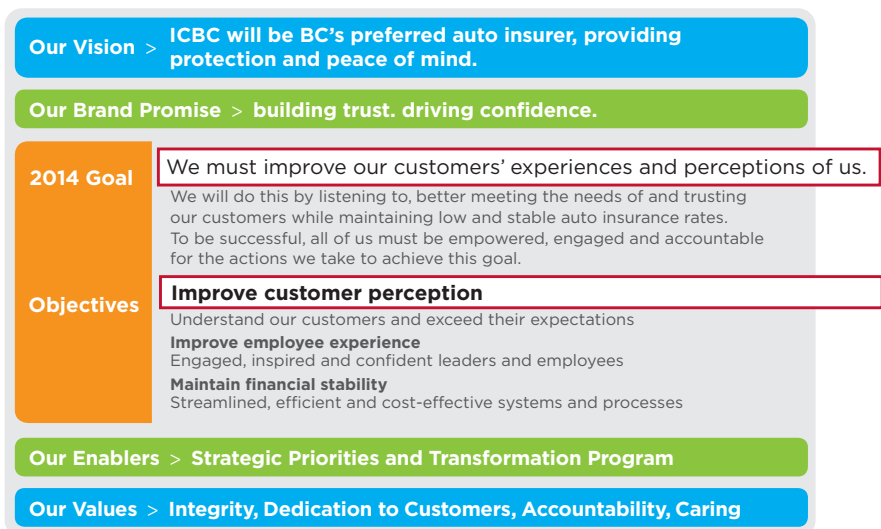 Our Vision > ICBC will be BC's preferred auto insurer, providing
protection and peace of mind.
Our Brand Promise > building trust. driving confidence.
2014 Goal
We must improve our customers' experiences and perceptions of us.
We will do this by listening to, better meeting the needs of and trusting
our customers while maintaining low and stable auto insurance rates.
To be successful, all of us must be empowered, engaged and accountable
for the actions we take to achieve this goal.
Objectives
Improve customer perception
Understand our customers and exceed their expectations
Improve employee experience
Engaged, inspired and confident leaders and employees
Maintain financial stability
Streamlined, efficient and cost-effective systems and processes
Our Enablers > Strategic Priorities and Transformation Program
Our Values > Integrity, Dedication to Customers, Accountability, Caring